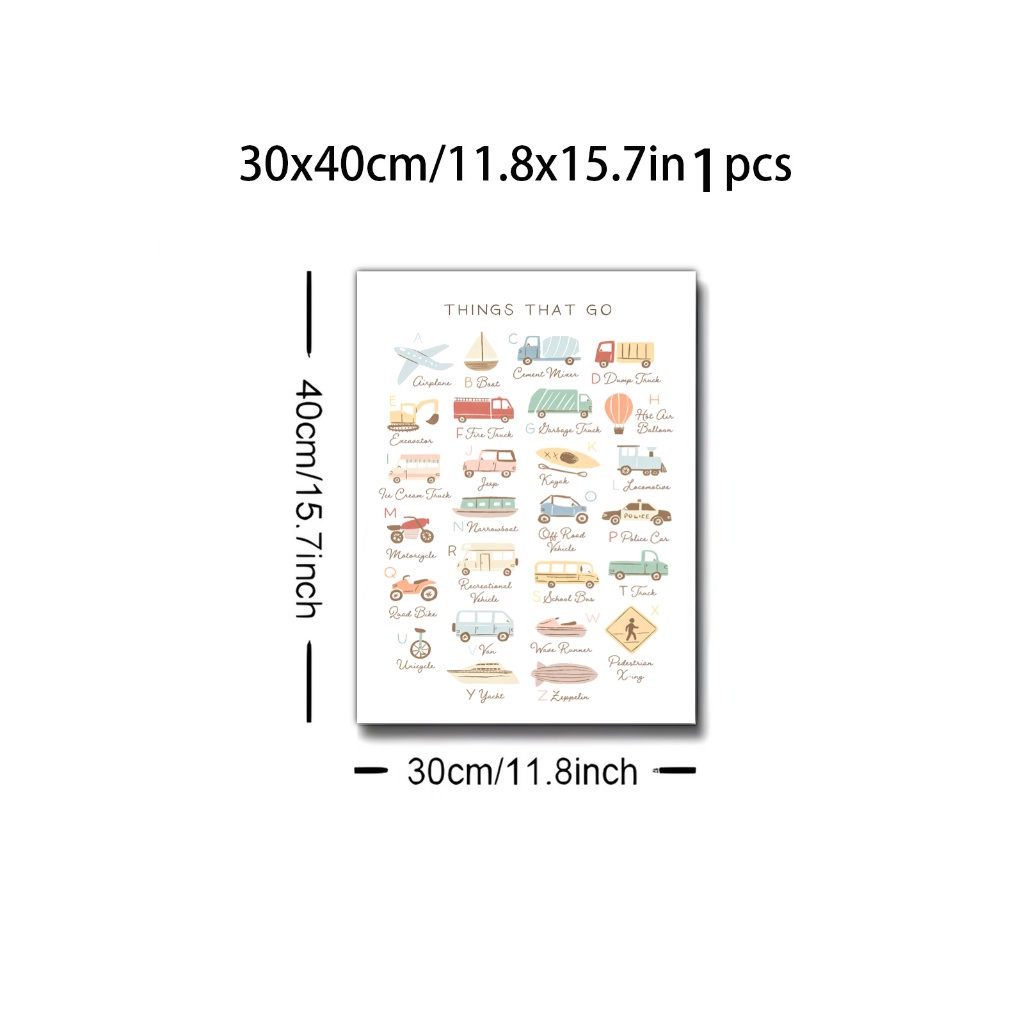 30x40cm/11.8x15.7in 1 pcs
40cm/15.7inch
THINGS THAT GO
A
Airplane
B Boat
C
Cement Mixer
D Dump Truck
E
Excavator
F Fire Truck
G Garbage Truck
H
Hot Air
Balloon
I
Ice Cream Truck
J
Jeep
K
Kayak
L Locomotive
M
Motorcycle
N Narrowboat
O
Off Road
Vehicle
POLICE
P Police Car
Q
Quad Bike
R
Recreational
Vehicle
S School Bus
T Truck
U
Unicycle
V Van
W
Wave Runner
X
Pedestrian
X-ing
Y Yacht
Z Zeppelin
30cm/11.8inch